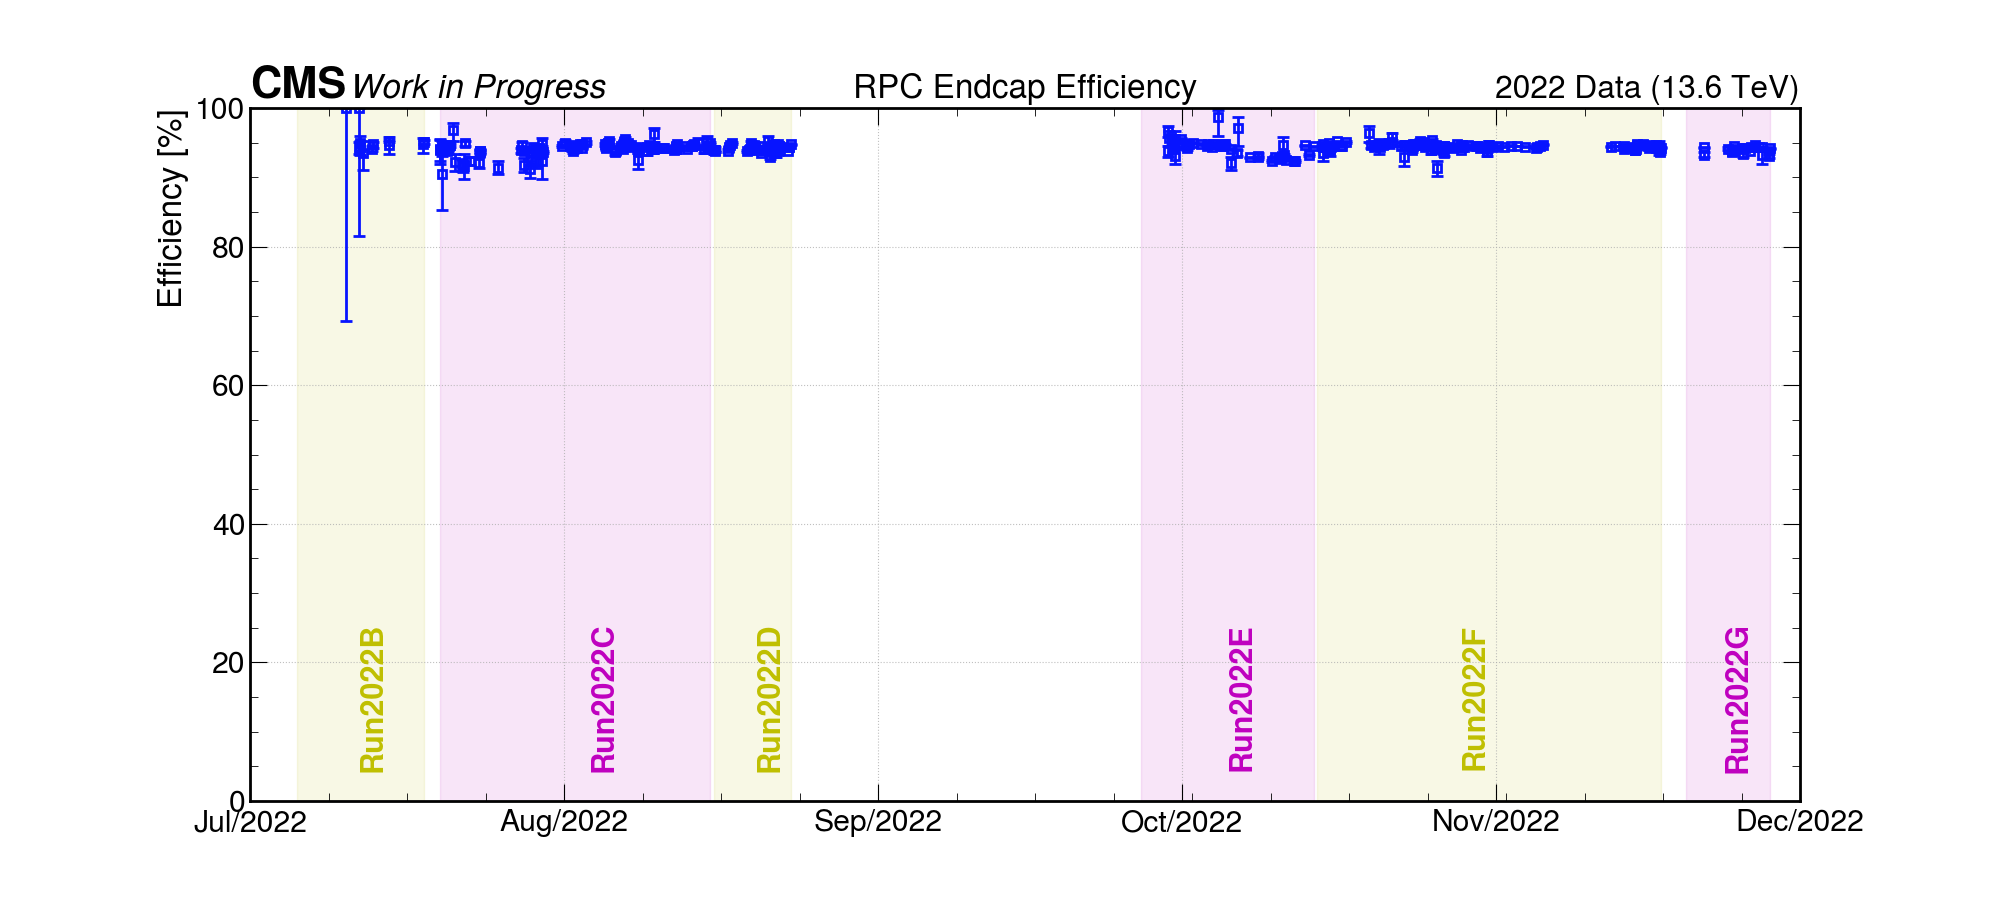 CMS Work in Progress RPC Endcap Efficiency 2022 Data (13.6 TeV)
Efficiency [%]
100
80
60
40
20
0
Run2022B
Run2022C
Run2022D
Run2022E
Run2022F
Run2022G
Jul/2022 Aug/2022 Sep/2022 Oct/2022 Nov/2022 Dec/2022